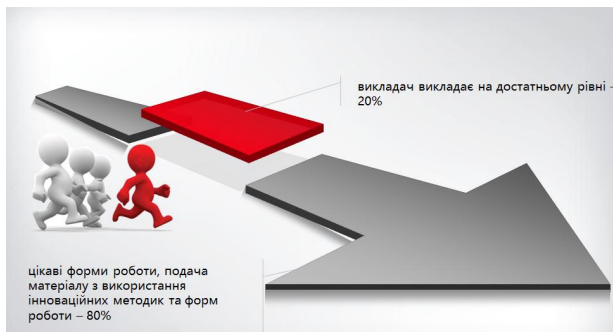 викладач викладає на достатньому рівні –
20%
цікаві форми роботи, подача
матеріалу з використання
інноваційних методик та форм
роботи – 80%